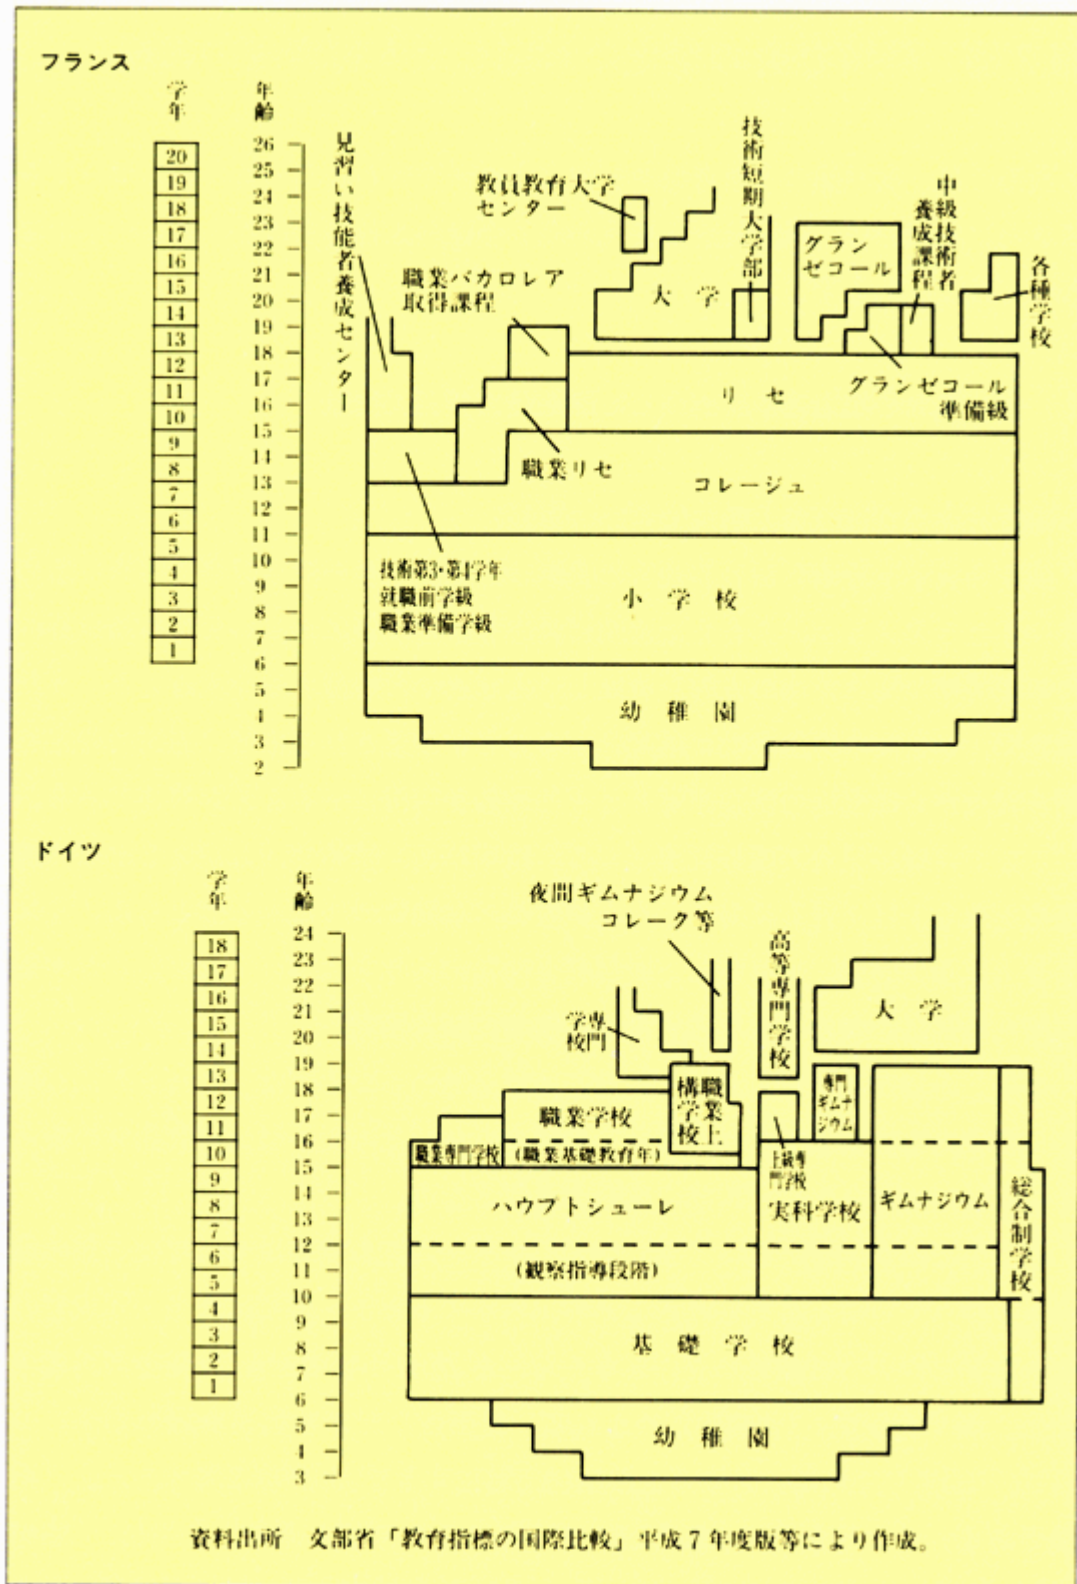 フランス
学年
年齢
20
19
18
17
16
15
14
13
12
11
10
9
8
7
6
5
4
3
2
1
26
25
24
23
22
21
20
19
18
17
16
15
14
13
12
11
10
9
8
7
6
5
4
3
2
見習い技能者養成センター
職業バカロレア
取得課程
教員教育大学
センター
大学
技術短期大学部
グラン
ゼコール
中級技術者
養成課程
各種学校
グランゼコール
準備級
リセ
職業リセ
コレージュ
技術第3・第4学年
就職前学級
職業準備学級
小学校
幼稚園
ドイツ
学年
年齢
18
17
16
15
14
13
12
11
10
9
8
7
6
5
4
3
2
1
24
23
22
21
20
19
18
17
16
15
14
13
12
11
10
9
8
7
6
5
4
3
夜間ギムナジウム
コレーク等
高等専門学校
大学
専門
学校
職業上
構学校
専門
ギムナ
ジウム
職業学校
(職業基礎教育年)
職業専門学校
上級専
門学校
ハウプトシューレ
実科学校
ギムナジウム
総合制学校
(観察指導段階)
基礎学校
幼稚園
資料出所 文部省「教育指標の国際比較」平成7年度版等により作成。